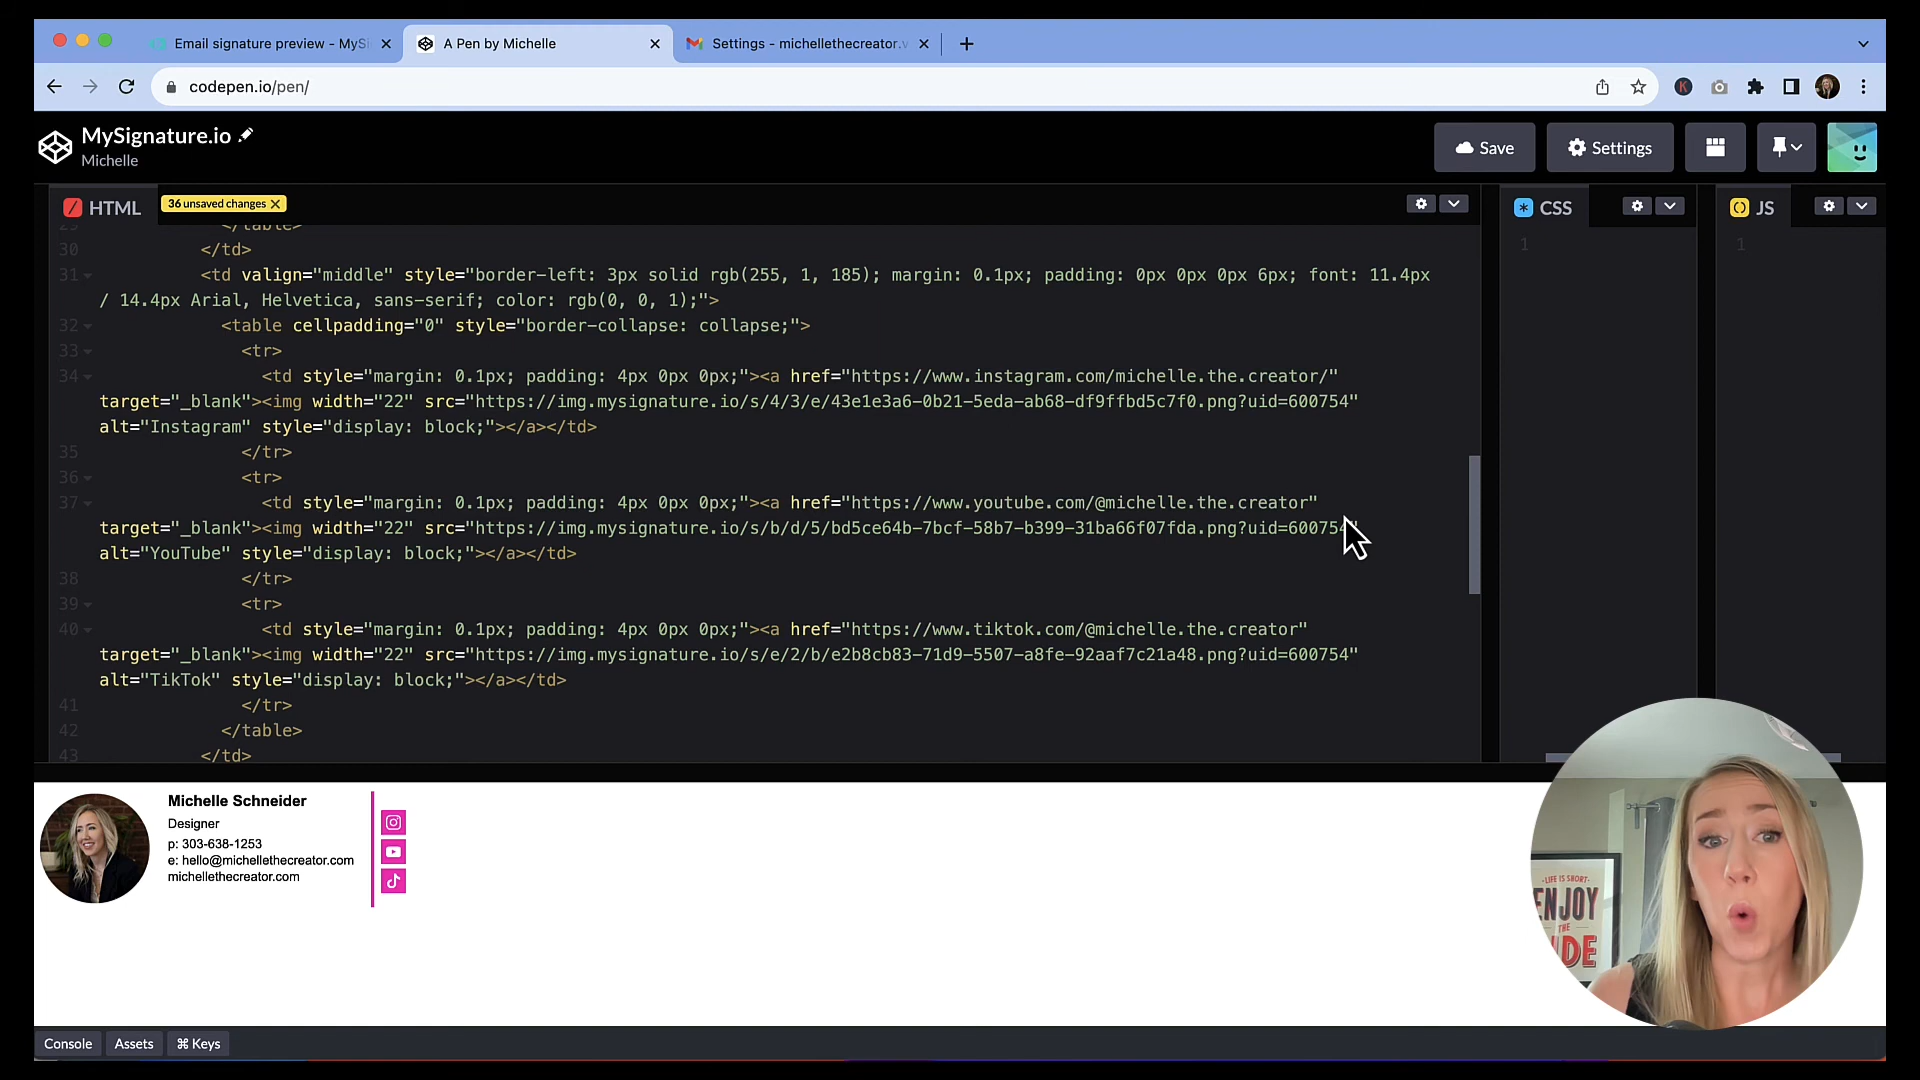 Email signature preview - MySi
A Pen by Michelle
Settings - michellethecreator.
codepen.io/pen/
MySignature.io
Michelle
Save
Settings
HTML
36 unsaved changes
CSS
JS
29 </table>
30 </td>
31 <td valign="middle" style="border-left: 3px solid rgb(255, 1, 185); margin: 0.1px; padding: 0px 0px 0px 6px; font: 11.4px
/ 14.4px Arial, Helvetica, sans-serif; color: rgb(0, 0, 1);">
32 <table cellpadding="0" style="border-collapse: collapse;">
33 <tr>
34 <td style="margin: 0.1px; padding: 4px 0px 0px;"><a href="https://www.instagram.com/michelle.the.creator/"
target="_blank"><img width="22" src="https://img.mysignature.io/s/4/3/e/43e1e3a6-0b21-5eda-ab68-df9ffbd5c7f0.png?uid=600754"
alt="Instagram" style="display: block;"></a></td>
35 </tr>
36 <tr>
37 <td style="margin: 0.1px; padding: 4px 0px 0px;"><a href="https://www.youtube.com/@michelle.the.creator"
target="_blank"><img width="22" src="https://img.mysignature.io/s/b/d/5/bd5ce64b-7bcf-58b7-b399-31ba66f07fda.png?uid=600754"
alt="YouTube" style="display: block;"></a></td>
38 </tr>
39 <tr>
40 <td style="margin: 0.1px; padding: 4px 0px 0px;"><a href="https://www.tiktok.com/@michelle.the.creator"
target="_blank"><img width="22" src="https://img.mysignature.io/s/e/2/b/e2b8cb83-71d9-5507-a8fe-92aaf7c21a48.png?uid=600754"
alt="TikTok" style="display: block;"></a></td>
41 </tr>
42 </table>
43 </td>
1
1
Michelle Schneider
Designer
p: 303-638-1253
e: hello@michellethecreator.com
michellethecreator.com
-LIFE IS SHORT-
ENJOY
THE
IDE
Console
Assets
⌘ Keys